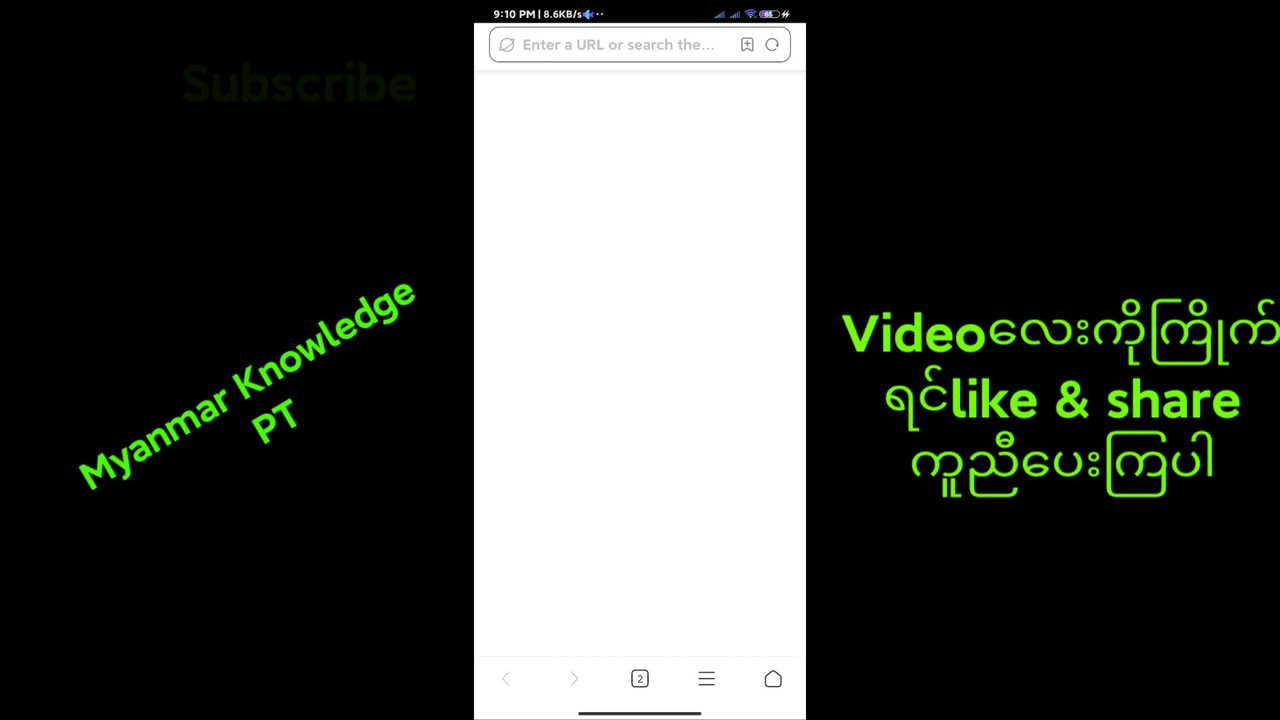 9:10 PM | 8.6KB/s
65
Enter a URL or search the...
Subscribe
Myanmar Knowledge
PT
Videoလေးကိုကြိုက်
ရင်like & share
ကူညီပေးကြပါ
2